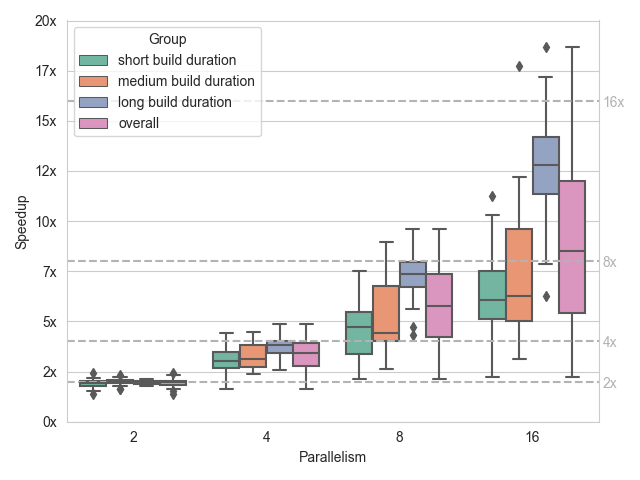 20x
17x
15x
12x
10x
7x
5x
2x
0x
Speedup
Group
short build duration
medium build duration
long build duration
overall
16x
8x
4x
2x
2
4
8
16
Parallelism